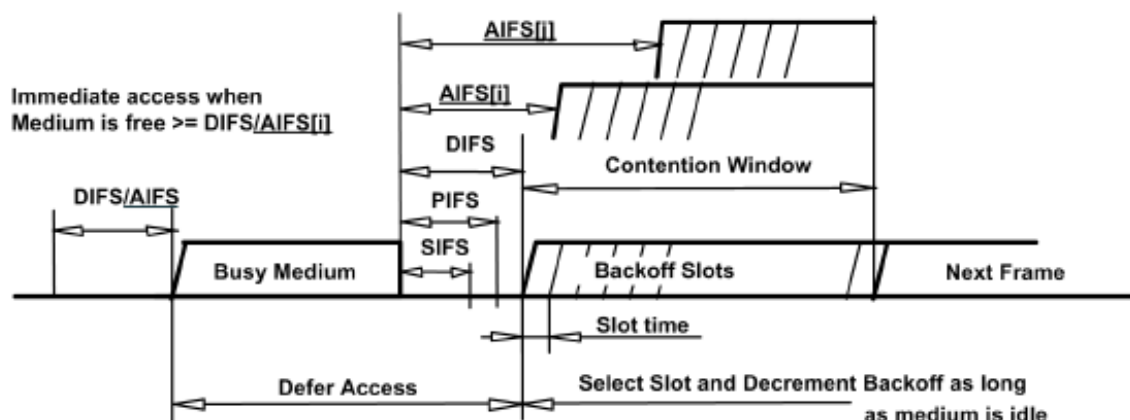 AIFS[j]
Immediate access when
Medium is free >= DIFS/AIFS[i]
AIFS[i]
DIFS
Contention Window
DIFS/AIFS
PIFS
SIFS
Busy Medium
Backoff Slots
Next Frame
Slot time
Defer Access
Select Slot and Decrement Backoff as long
as medium is idle